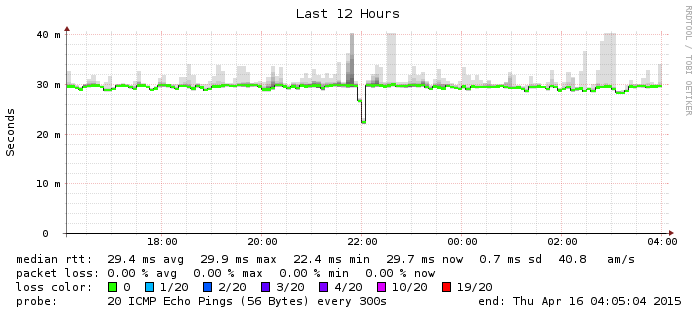 Last 12 Hours
RRDTOOL / TOBI OETIKER
Seconds
40 m
30 m
20 m
10 m
0
18:00 20:00 22:00 00:00 02:00 04:00
median rtt: 29.4 ms avg 29.9 ms max 22.4 ms min 29.7 ms now 0.7 ms sd 40.8 am/s
packet loss: 0.00 % avg 0.00 % max 0.00 % min 0.00 % now
loss color: 0 1/20 2/20 3/20 4/20 10/20 19/20
probe: 20 ICMP Echo Pings (56 Bytes) every 300s end: Thu Apr 16 04:05:04 2015